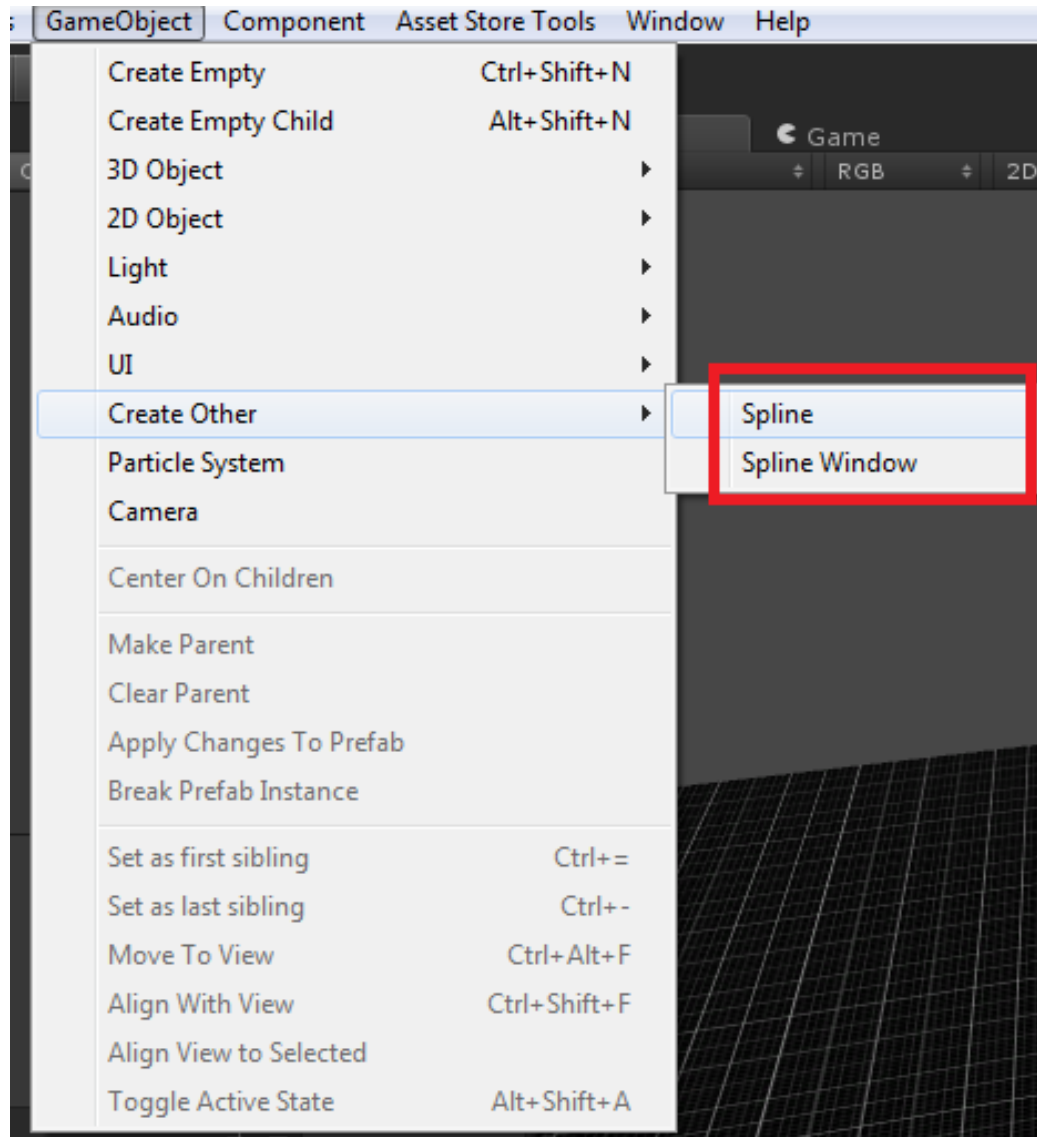 GameObject Component Asset Store Tools Window Help
Create Empty Ctrl+Shift+N
Create Empty Child Alt+Shift+N
Game
3D Object RGB 2D
2D Object
Light
Audio
UI
Create Other Spline
Particle System Spline Window
Camera
Center On Children
Make Parent
Clear Parent
Apply Changes To Prefab
Break Prefab Instance
Set as first sibling Ctrl+=
Set as last sibling Ctrl+-
Move To View Ctrl+Alt+F
Align With View Ctrl+Shift+F
Align View to Selected
Toggle Active State Alt+Shift+A